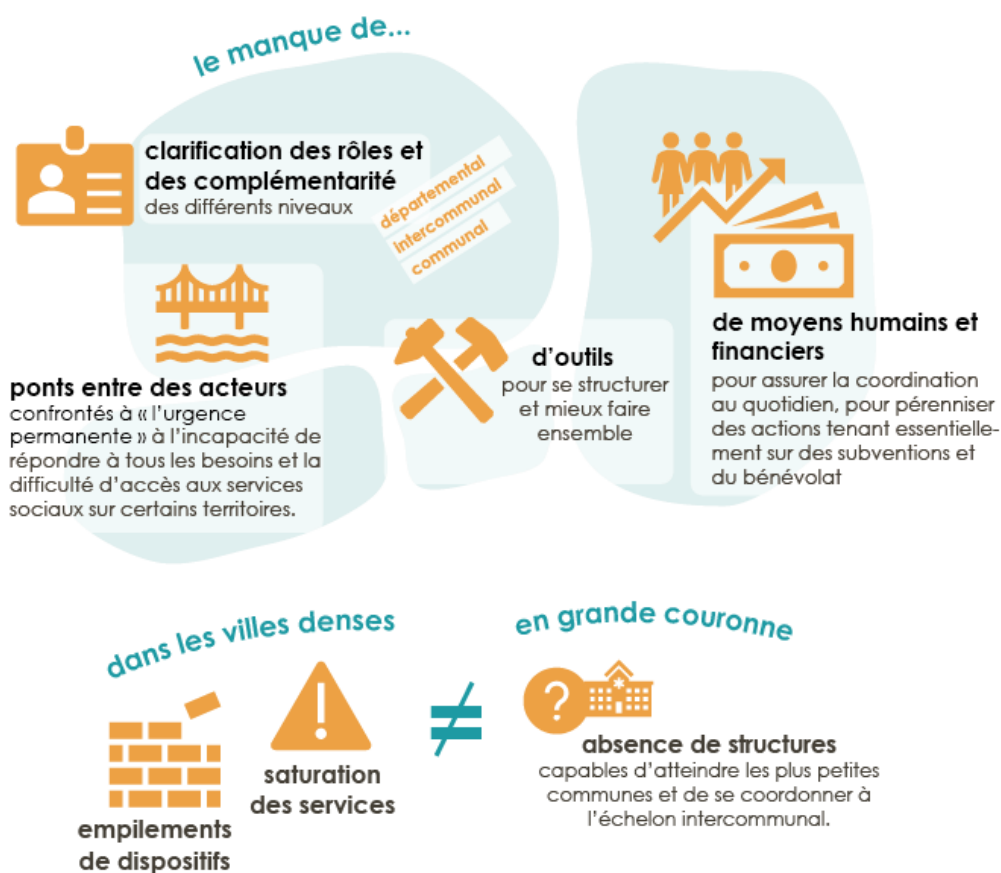 le manque de...
clarification des rôles et
des complémentarité
des différents niveaux
départemental
intercommunal
communal
ponts entre des acteurs
confrontés à « l'urgence
permanente » à l'incapacité de
répondre à tous les besoins et la
difficulté d'accès aux services
sociaux sur certains territoires.
d'outils
pour se structurer
et mieux faire
ensemble
de moyens humains et
financiers
pour assurer la coordination
au quotidien, pour pérenniser
des actions tenant essentielle-
ment sur des subventions et
du bénévolat
dans les villes denses
empilements
de dispositifs
saturation
des services
≠
en grande couronne
?
absence de structures
capables d'atteindre les plus petites
communes et de se coordonner à
l'échelon intercommunal.